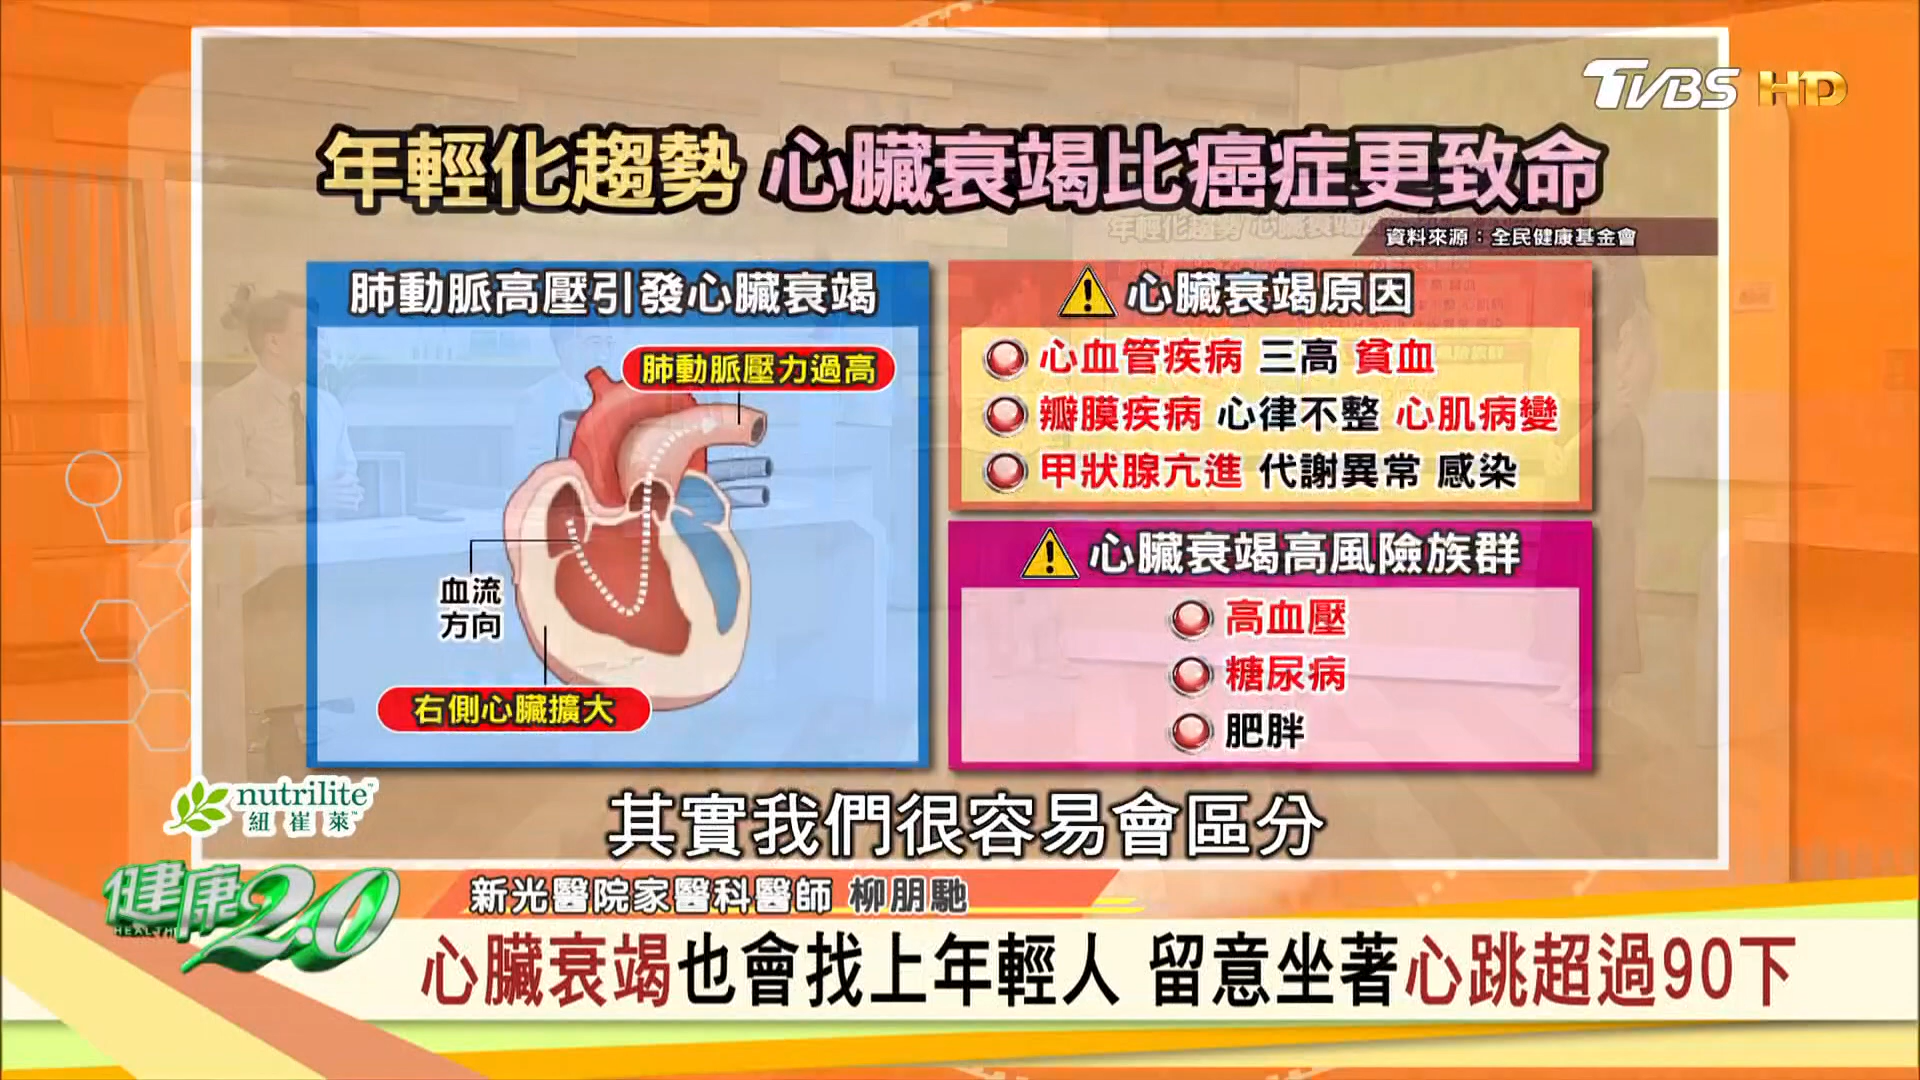 TVBS HD
年輕化趨勢 心臟衰竭比癌症更致命
資料來源：全民健康基金會
肺動脈高壓引發心臟衰竭
肺動脈壓力過高
血流
方向
右側心臟擴大
心臟衰竭原因
心血管疾病 三高 貧血
瓣膜疾病 心律不整 心肌病變
甲狀腺亢進 代謝異常 感染
心臟衰竭高風險族群
高血壓
糖尿病
肥胖
nutrilite™
紐崔萊™
其實我們很容易會區分
健康2.0
HEALTH
新光醫院家醫科醫師 柳朋馳
心臟衰竭也會找上年輕人 留意坐著心跳超過90下